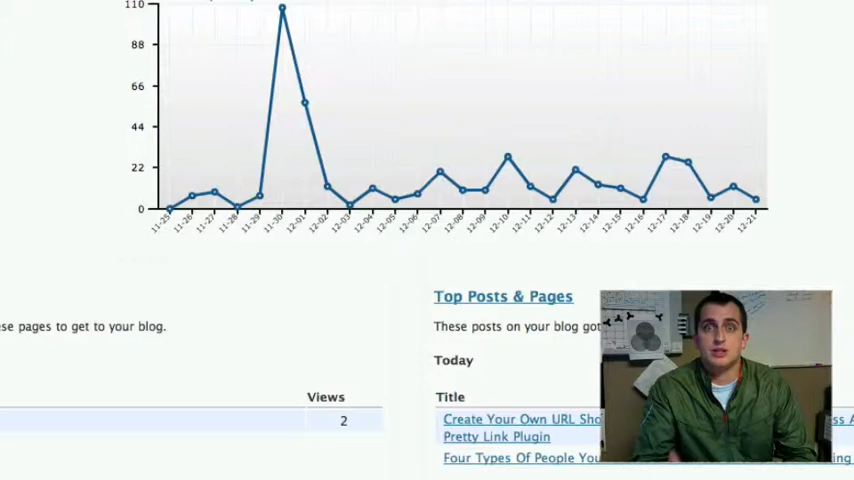 110
88
66
44
22
0
11-25 11-26 11-27 11-28 11-29 11-30 12-01 12-02 12-03 12-04 12-05 12-06 12-07 12-08 12-09 12-10 12-11 12-12 12-13 12-14 12-15 12-16 12-17 12-18 12-19 12-20 12-21
Top Posts & Pages
se pages to get to your blog.
These posts on your blog got
Today
Views
Title
2
Create Your Own URL Sho
ss A
Pretty Link Plugin
Four Types Of People You
ing